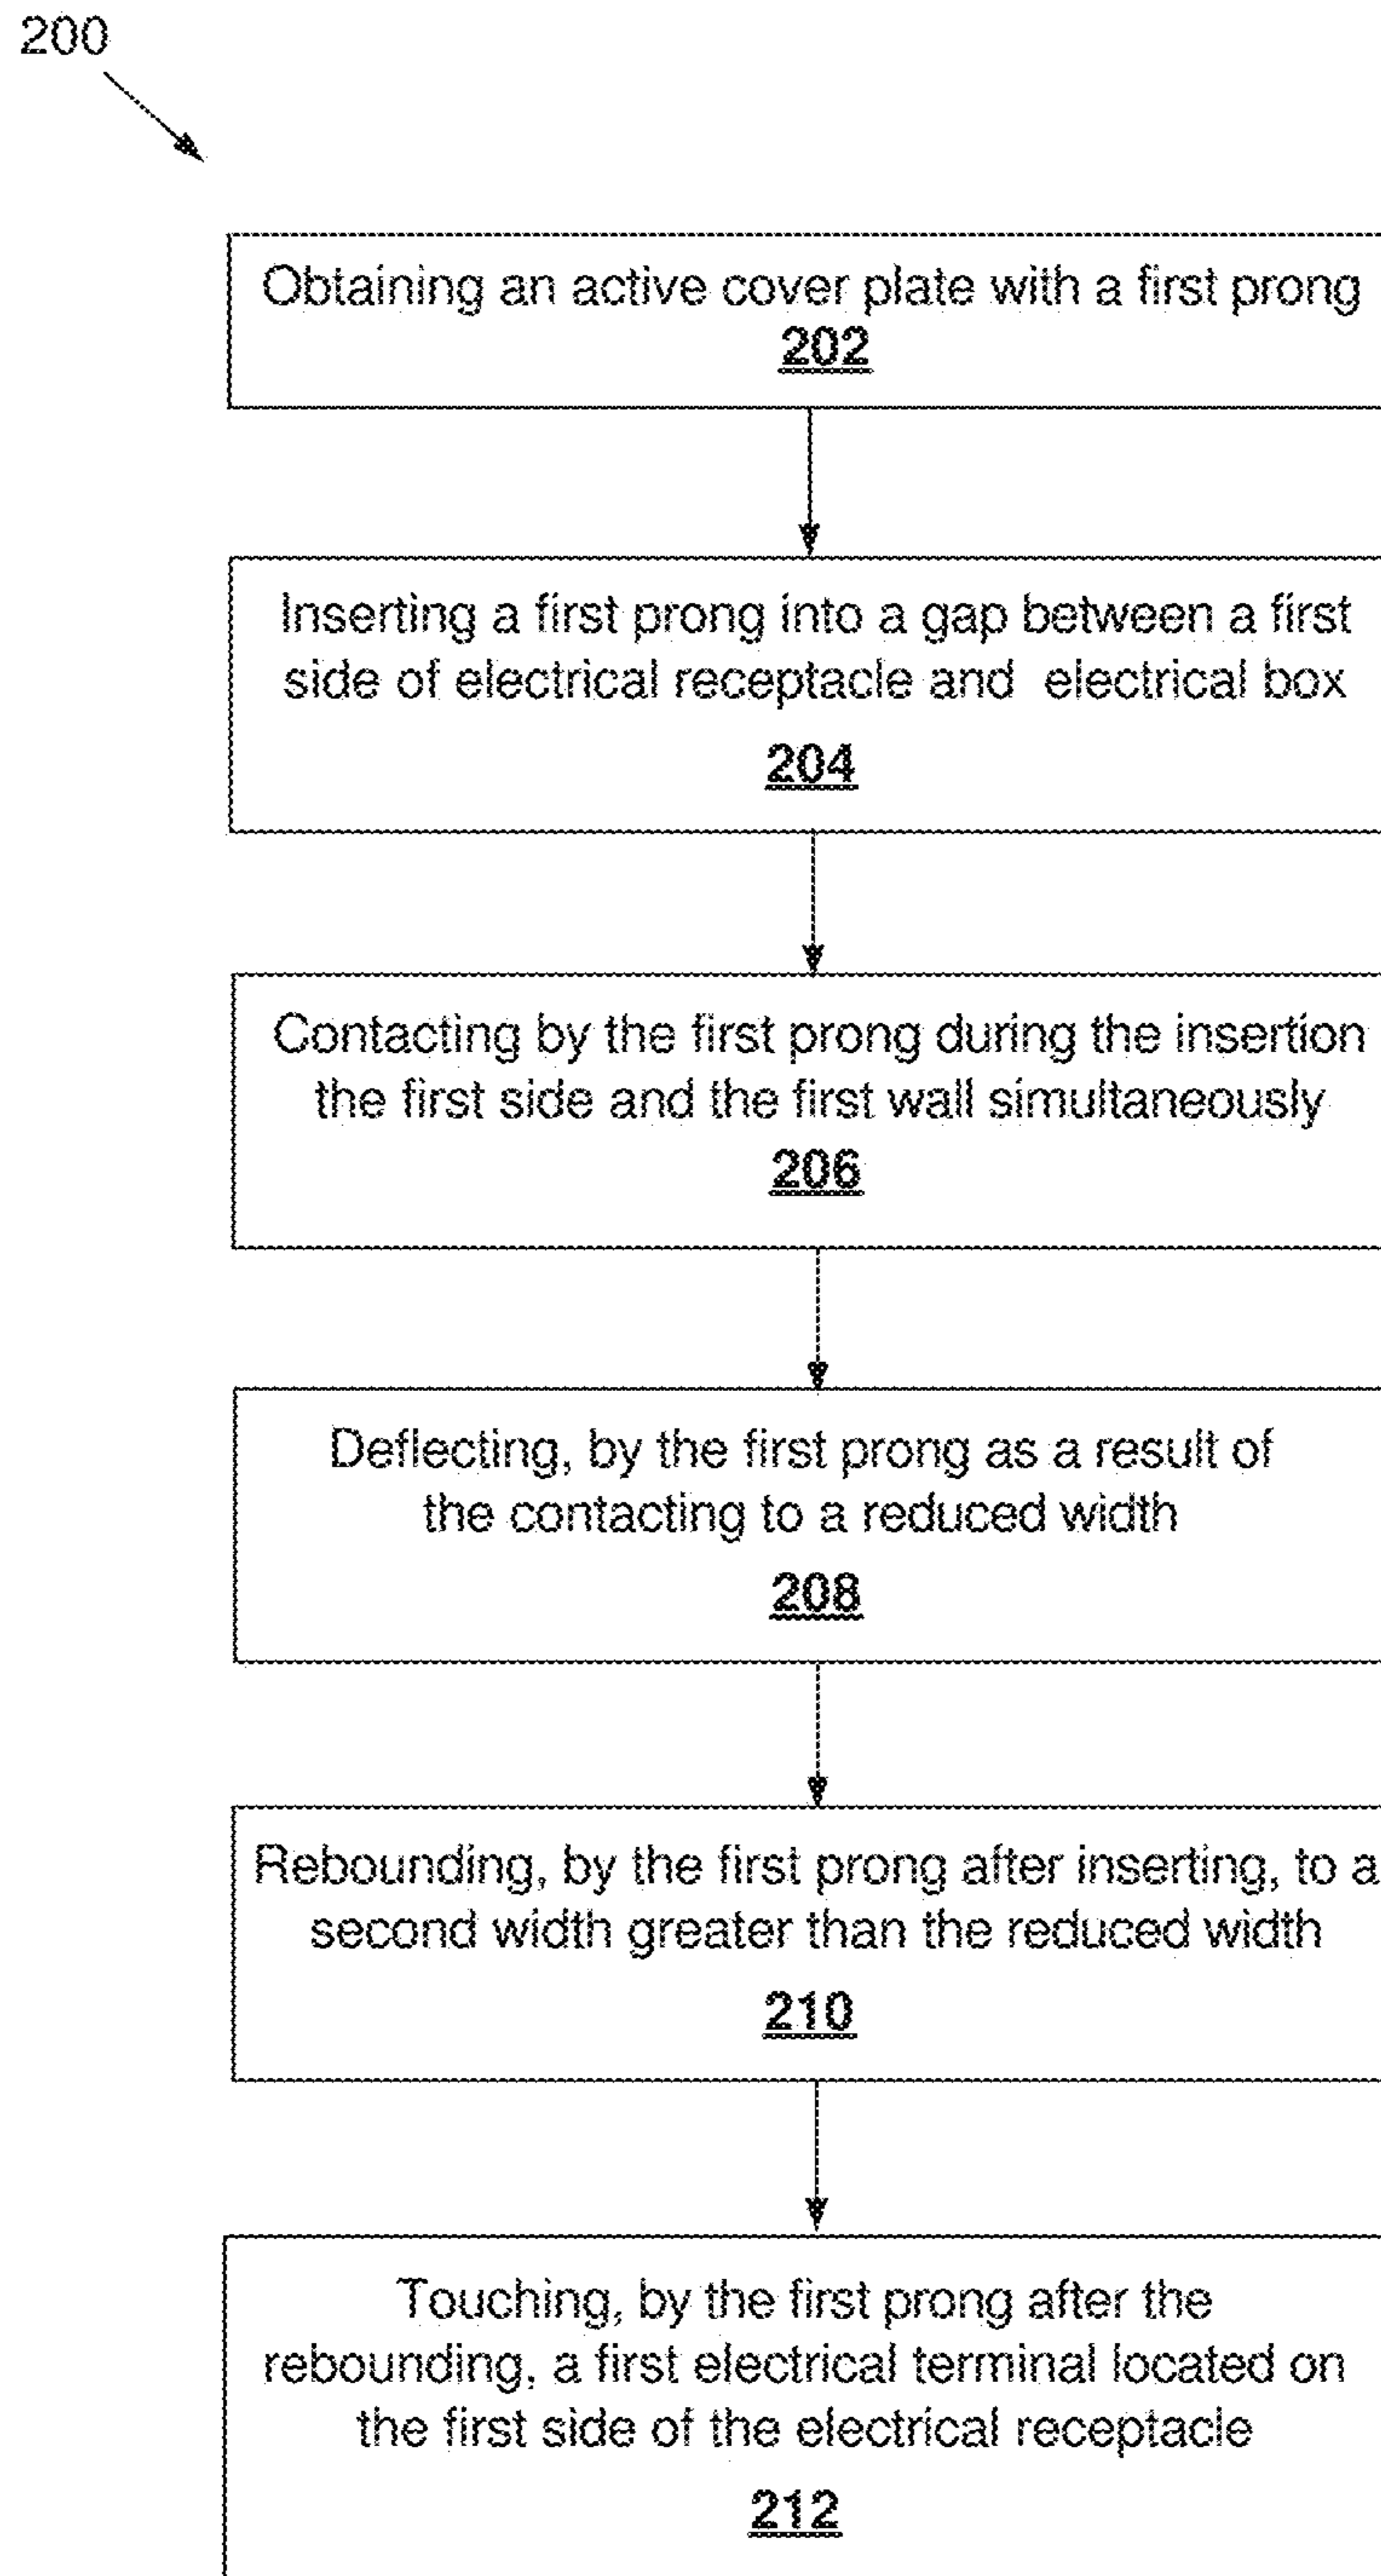 200
Obtaining an active cover plate with a first prong
202
Inserting a first prong into a gap between a first
side of electrical receptacle and electrical box
204
Contacting by the first prong during the insertion
the first side and the first wall simultaneously
206
Deflecting, by the first prong as a result of
the contacting to a reduced width
208
Rebounding, by the first prong after inserting, to a
second width greater than the reduced width
210
Touching, by the first prong after the
rebounding, a first electrical terminal located on
the first side of the electrical receptacle
212